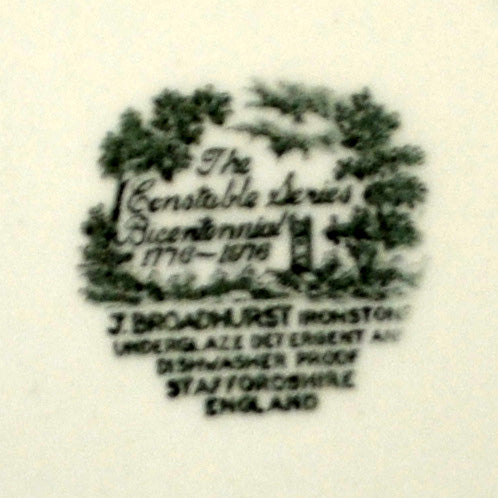 The
Constable Series
Bicentennial
1776-1976
J. BROADHURST IRONSTONE
UNDERGLAZE DETERGENT AND
DISHWASHER PROOF
STAFFORDSHIRE
ENGLAND